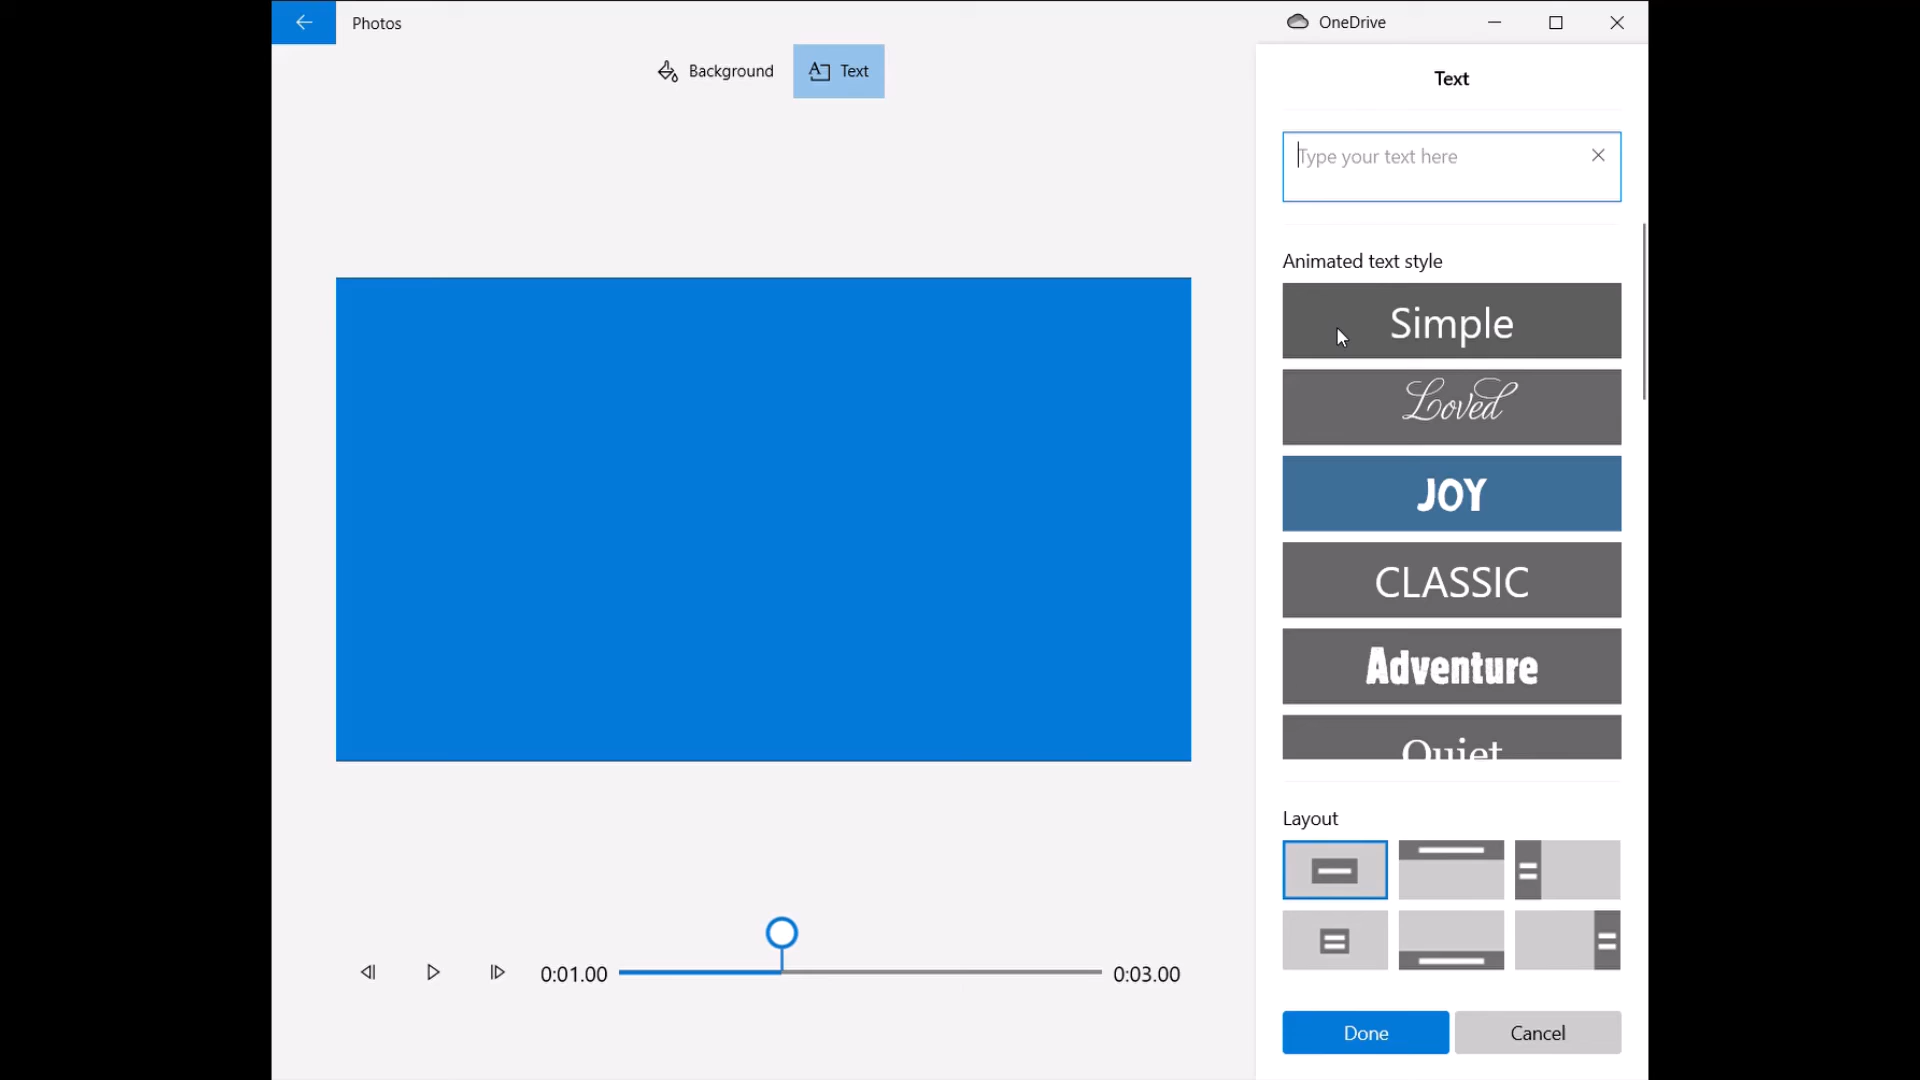 Photos
OneDrive
Background
Text
Text
Type your text here
Animated text style
Simple
Loved
JOY
CLASSIC
Adventure
Quiet
Layout
0:01.00
0:03.00
Done
Cancel